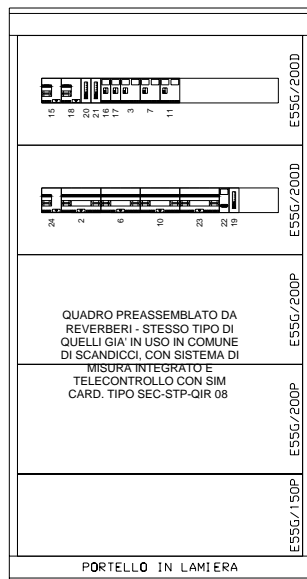 E55G/200D
15 18 20 21 16 17 3 7 11
E55G/200D
24 2 6 10 23 22 19
E55G/200P
QUADRO PREASSEMBLATO DA
REVERBERI - STESSO TIPO DI
QUELLI GIA' IN USO IN COMUNE
DI SCANDICCI, CON SISTEMA DI
MISURA INTEGRATO E
TELECONTROLLO CON SIM
CARD. TIPO SEC-STP-QIR 08
E55G/200P
E55G/150P
PORTELLO IN LAMIERA